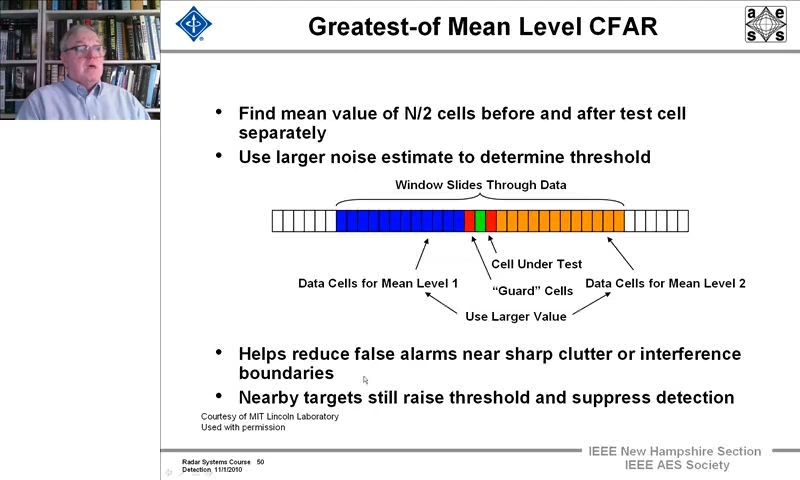 Greatest-of Mean Level CFAR
a e
s s
• Find mean value of N/2 cells before and after test cell
separately
• Use larger noise estimate to determine threshold
Window Slides Through Data
Cell Under Test
Data Cells for Mean Level 1
“Guard” Cells
Data Cells for Mean Level 2
Use Larger Value
• Helps reduce false alarms near sharp clutter or interference
boundaries
• Nearby targets still raise threshold and suppress detection
Courtesy of MIT Lincoln Laboratory
Used with permission
Radar Systems Course 50
Detection 11/1/2010
IEEE New Hampshire Section
IEEE AES Society